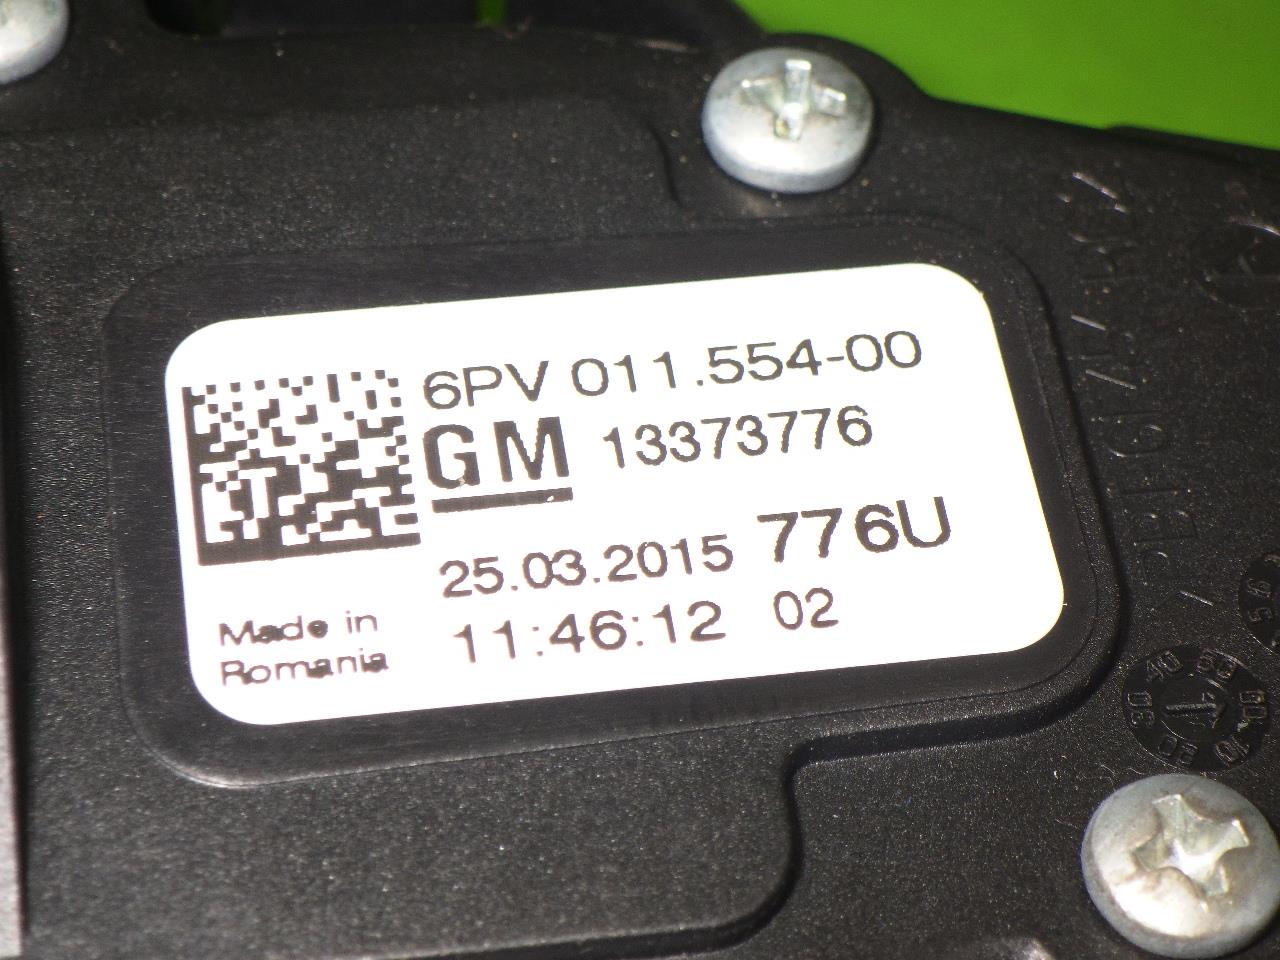 6PV 011.554-00
GM 13373776
25.03.2015 776U
11:46:12 02
Made in
Romania